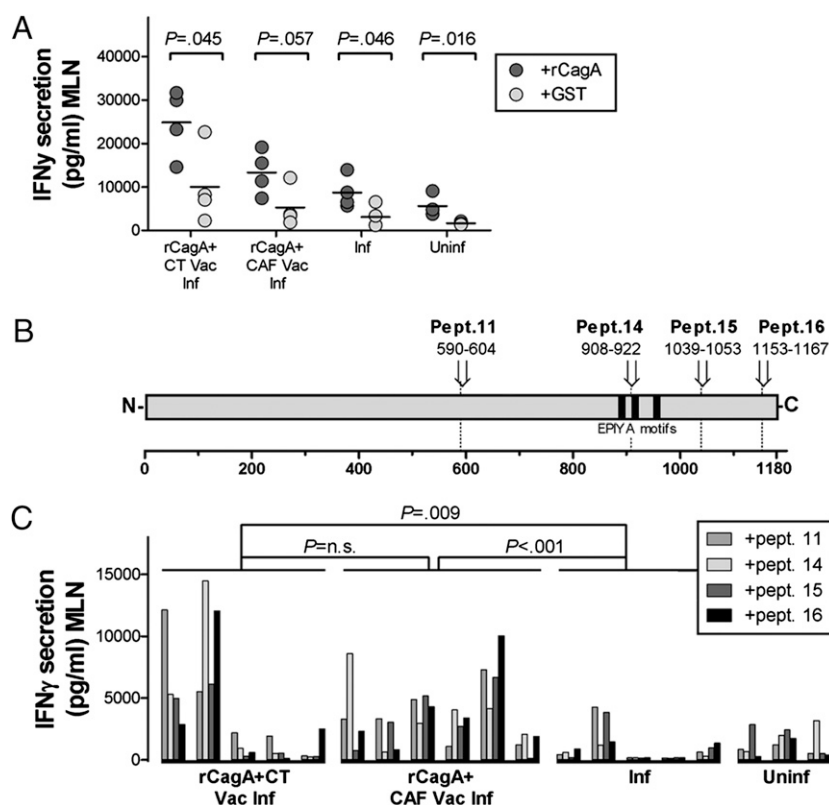 A
P=.045 P=.057 P=.046 P=.016
40000
30000
20000
10000
0
IFNy secretion
(pg/ml) MLN
+rCagA
+GST
rCagA+
CT Vac
Inf
rCagA+
CAF Vac
Inf
Inf
Uninf
B
Pept.11 Pept.14 Pept.15 Pept.16
590-604 908-922 1039-1053 1153-1167
N- -C
EPIYA motifs
0 200 400 600 800 1000 1180
C
P=.009
P=n.s. P<.001
+pept. 11
+pept. 14
+pept. 15
+pept. 16
15000
10000
5000
0
IFNγ secretion
(pg/ml) MLN
rCagA+CT
Vac Inf
rCagA+
CAF Vac Inf
Inf
Uninf